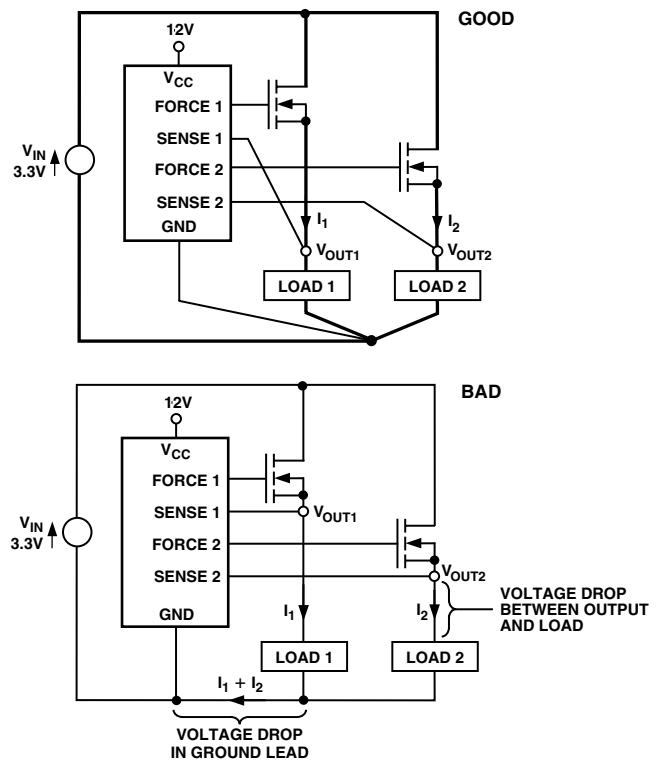 GOOD
12V
VCC
FORCE 1
SENSE 1
FORCE 2
SENSE 2
GND
VIN
3.3V
I1
I2
VOUT1
VOUT2
LOAD 1
LOAD 2
BAD
12V
VCC
FORCE 1
SENSE 1
FORCE 2
SENSE 2
GND
VIN
3.3V
VOUT1
VOUT2
I1
I2
VOLTAGE DROP
BETWEEN OUTPUT
AND LOAD
LOAD 1
LOAD 2
I1 + I2
VOLTAGE DROP
IN GROUND LEAD